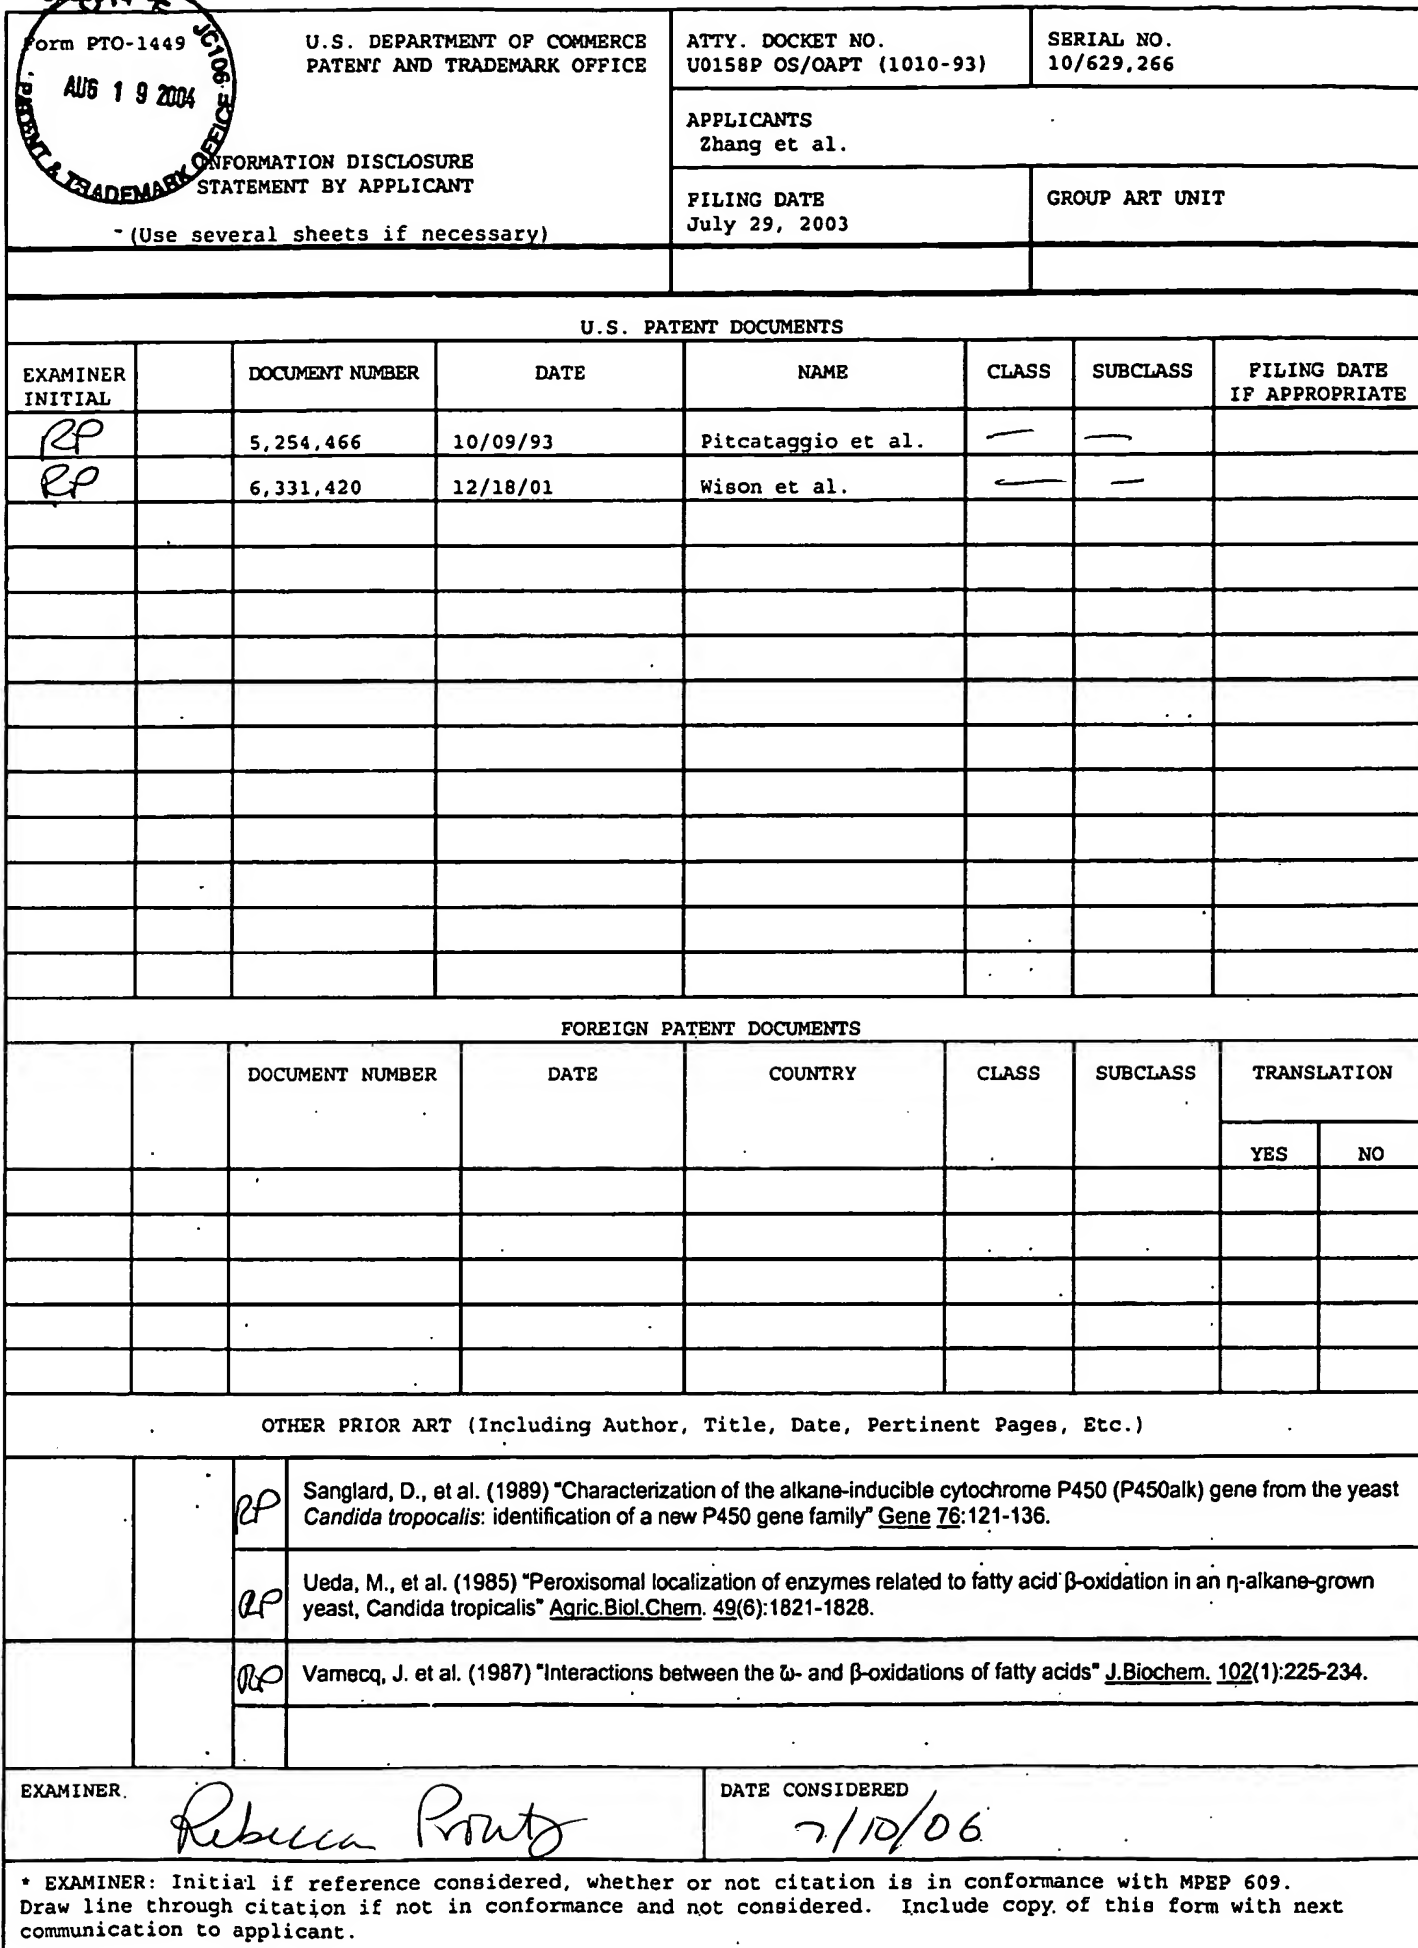 Form PTO-1449
JC106
AUG 19 2004
PATENT & TRADEMARK OFFICE
U.S. DEPARTMENT OF COMMERCE
PATENT AND TRADEMARK OFFICE
INFORMATION DISCLOSURE
STATEMENT BY APPLICANT
(Use several sheets if necessary)
ATTY. DOCKET NO.
U0158P OS/OAPT (1010-93)
SERIAL NO.
10/629,266
APPLICANTS
Zhang et al.
FILING DATE
July 29, 2003
GROUP ART UNIT
U.S. PATENT DOCUMENTS
EXAMINER
INITIAL
DOCUMENT NUMBER
DATE
NAME
CLASS
SUBCLASS
FILING DATE
IF APPROPRIATE
RP 5,254,466 10/09/93 Pitcataggio et al. — —
RP 6,331,420 12/18/01 Wison et al. — —
FOREIGN PATENT DOCUMENTS
DOCUMENT NUMBER DATE COUNTRY CLASS SUBCLASS TRANSLATION
YES NO
OTHER PRIOR ART (Including Author, Title, Date, Pertinent Pages, Etc.)
RP Sanglard, D., et al. (1989) "Characterization of the alkane-inducible cytochrome P450 (P450alk) gene from the yeast
Candida tropocalis: identification of a new P450 gene family" Gene 76:121-136.
RP Ueda, M., et al. (1985) "Peroxisomal localization of enzymes related to fatty acid β-oxidation in an η-alkane-grown
yeast, Candida tropicalis" Agric.Biol.Chem. 49(6):1821-1828.
RP Vamecq, J. et al. (1987) "Interactions between the ω- and β-oxidations of fatty acids" J.Biochem. 102(1):225-234.
EXAMINER
Rebecca Prouty
DATE CONSIDERED
7/10/06
* EXAMINER: Initial if reference considered, whether or not citation is in conformance with MPEP 609.
Draw line through citation if not in conformance and not considered. Include copy of this form with next
communication to applicant.